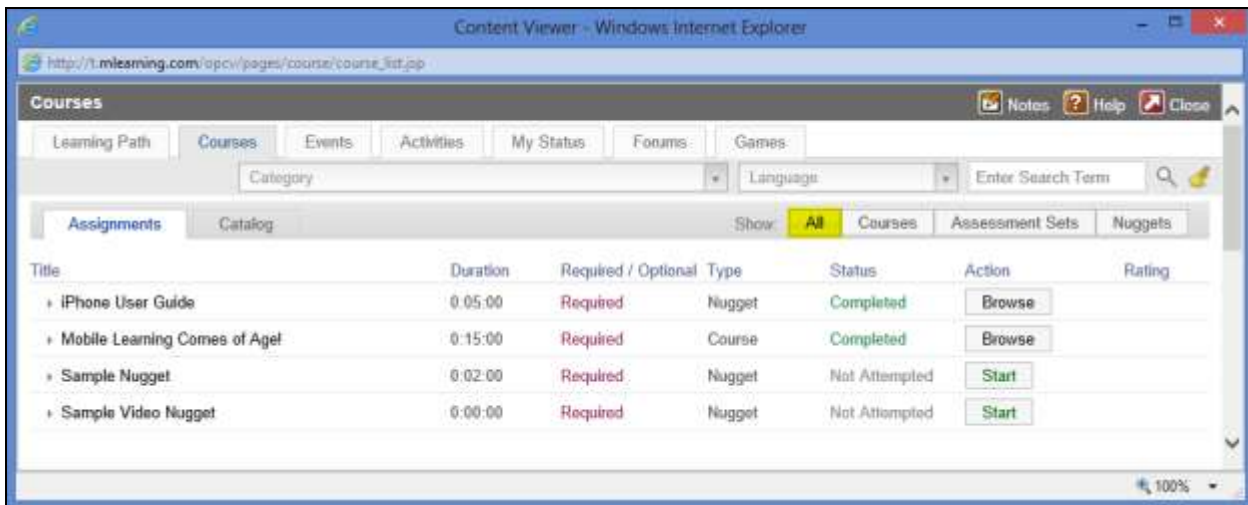 Content Viewer - Windows Internet Explorer
http://t.mlearning.com/opcv/pages/course/course_list.jsp
Courses Notes Help Close
Learning Path Courses Events Activities My Status Forums Games
Category Language Enter Search Term
Assignments Catalog Show: All Courses Assessment Sets Nuggets
Title Duration Required / Optional Type Status Action Rating
iPhone User Guide 0:05:00 Required Nugget Completed Browse
Mobile Learning Comes of Age! 0:15:00 Required Course Completed Browse
Sample Nugget 0:02:00 Required Nugget Not Attempted Start
Sample Video Nugget 0:00:00 Required Nugget Not Attempted Start
100%